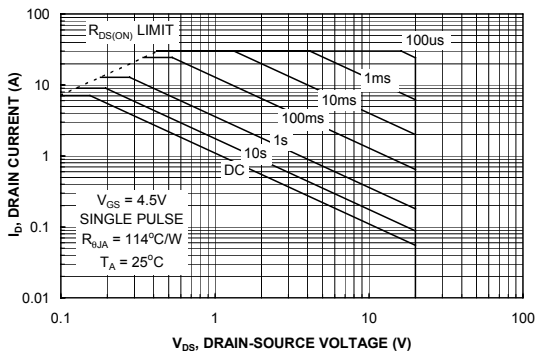 100
R_DS(ON) LIMIT
100us
1ms
10
10ms
100ms
1s
1
10s
DC
V_GS = 4.5V
SINGLE PULSE
R_θJA = 114°C/W
T_A = 25°C
0.1
0.01
0.1
1
10
100
I_D, DRAIN CURRENT (A)
V_DS, DRAIN-SOURCE VOLTAGE (V)